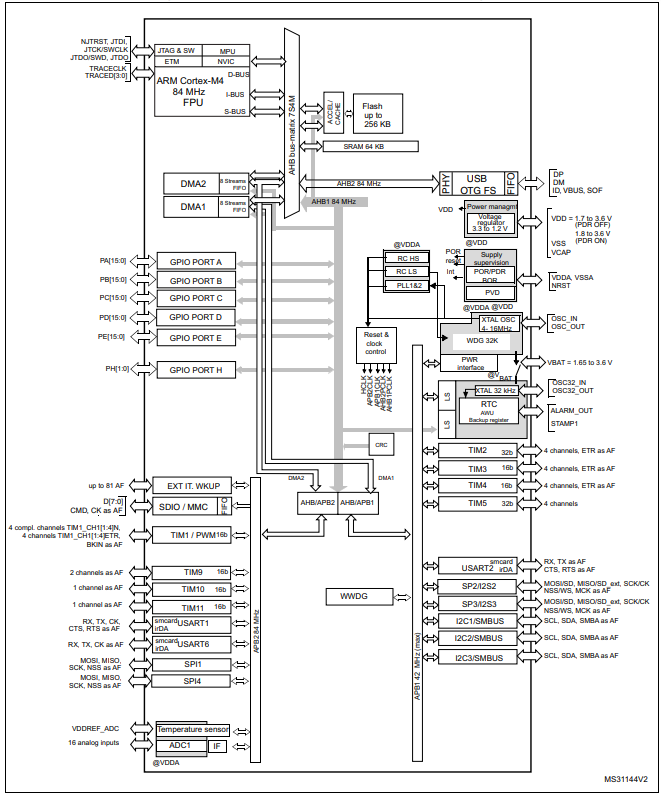 NJTRST, JTDI,
JTCK/SWCLK
JTDO/SWD, JTDO
TRACECLK
TRACED[3:0]
JTAG & SW
MPU
ETM
NVIC
D-BUS
ARM Cortex-M4
84 MHz
FPU
I-BUS
S-BUS
AHB bus-matrix 7S4M
ACCEL/
CACHE
Flash
up to
256 KB
SRAM 64 KB
DMA2
8 Streams
FIFO
DMA1
8 Streams
FIFO
AHB2 84 MHz
AHB1 84 MHz
PHY
USB
OTG FS
FIFO
DP
DM
ID, VBUS, SOF
VDD
Power managmt
Voltage
regulator
3.3 to 1.2 V
VDD = 1.7 to 3.6 V
(PDR OFF)
1.8 to 3.6 V
(PDR ON)
VSS
VCAP
@VDD
@VDDA
RC HS
RC LS
PLL1&2
POR
reset
Int
Supply
supervision
POR/PDR
BOR
PVD
VDDA, VSSA
NRST
@VDDA
@VDD
XTAL OSC
4- 16MHz
WDG 32K
OSC_IN
OSC_OUT
PWR
interface
VBAT = 1.65 to 3.6 V
@VBAT
PA[15:0]
GPIO PORT A
PB[15:0]
GPIO PORT B
PC[15:0]
GPIO PORT C
PD[15:0]
GPIO PORT D
PE[15:0]
GPIO PORT E
PH[1:0]
GPIO PORT H
Reset &
clock
control
HCLK
APB2CLK
APB1CLK
AHB2PCLK
AHB1PCLK
LS
LS
XTAL 32 kHz
RTC
AWU
Backup register
OSC32_IN
OSC32_OUT
ALARM_OUT
STAMP1
CRC
DMA2
DMA1
AHB/APB2
AHB/APB1
TIM2
32b
4 channels, ETR as AF
TIM3
16b
4 channels, ETR as AF
TIM4
16b
4 channels, ETR as AF
TIM5
32b
4 channels
up to 81 AF
EXT IT. WKUP
D[7:0]
CMD, CK as AF
SDIO / MMC
FIFO
4 compl. channels TIM1_CH1[1:4]N,
4 channels TIM1_CH1[1:4]ETR,
BKIN as AF
TIM1 / PWM
16b
2 channels as AF
TIM9
16b
1 channel as AF
TIM10
16b
1 channel as AF
TIM11
16b
RX, TX, CK,
CTS, RTS as AF
smcard
irDA
USART1
RX, TX, CK as AF
smcard
irDA
USART6
MOSI, MISO,
SCK, NSS as AF
SPI1
MOSI, MISO,
SCK, NSS as AF
SPI4
APB2 84 MHz
WWDG
APB1 42 MHz (max)
USART2
smcard
irDA
RX, TX as AF
CTS, RTS as AF
SP2/I2S2
MOSI/SD, MISO/SD_ext, SCK/CK
NSS/WS, MCK as AF
SP3/I2S3
MOSI/SD, MISO/SD_ext, SCK/CK
NSS/WS, MCK as AF
I2C1/SMBUS
SCL, SDA, SMBA as AF
I2C2/SMBUS
SCL, SDA, SMBA as AF
I2C3/SMBUS
SCL, SDA, SMBA as AF
VDDREF_ADC
Temperature sensor
16 analog inputs
ADC1
IF
@VDDA
MS31144V2